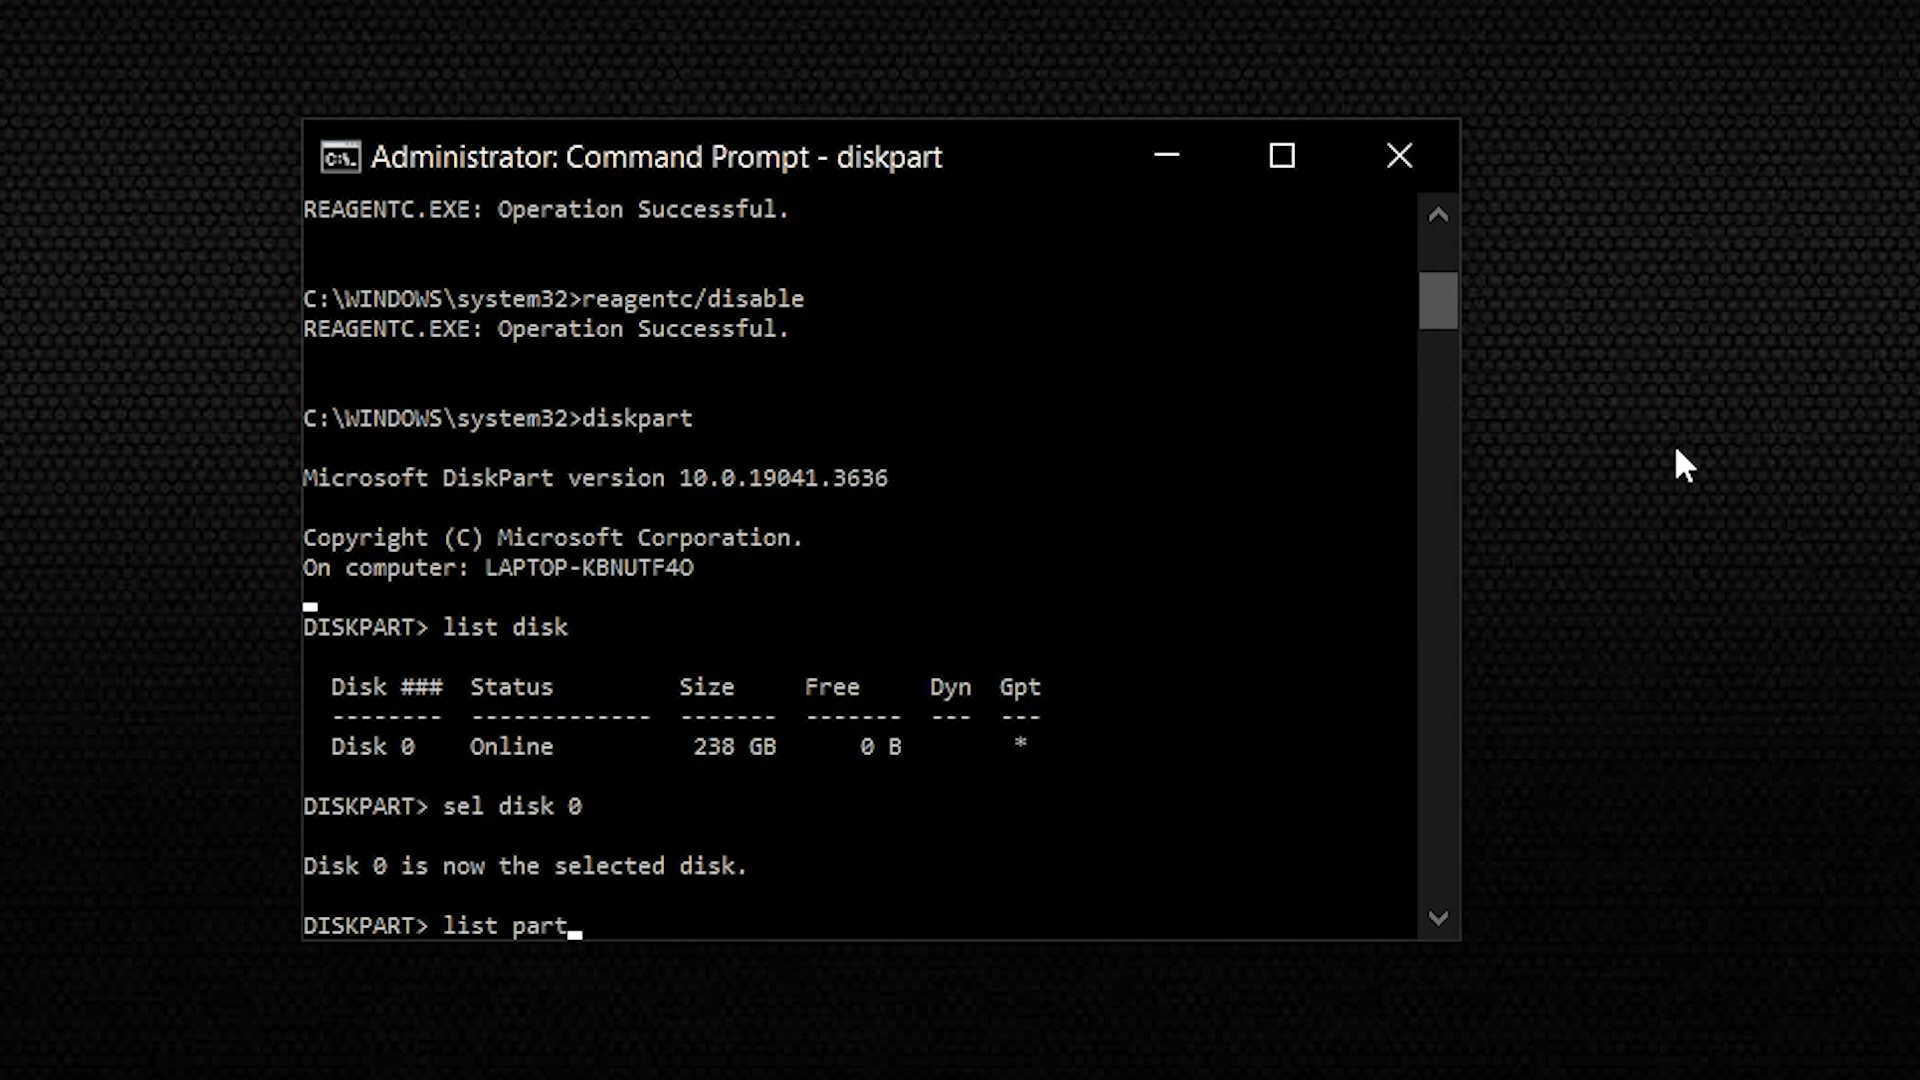 Administrator: Command Prompt - diskpart
REAGENTC.EXE: Operation Successful.
C:\WINDOWS\system32>reagentc/disable
REAGENTC.EXE: Operation Successful.
C:\WINDOWS\system32>diskpart
Microsoft DiskPart version 10.0.19041.3636
Copyright (C) Microsoft Corporation.
On computer: LAPTOP-KBNUTF4O
DISKPART> list disk
Disk ###  Status         Size     Free     Dyn  Gpt
--------  -------------  -------  -------  ---  ---
Disk 0    Online          238 GB      0 B        *
DISKPART> sel disk 0
Disk 0 is now the selected disk.
DISKPART> list part